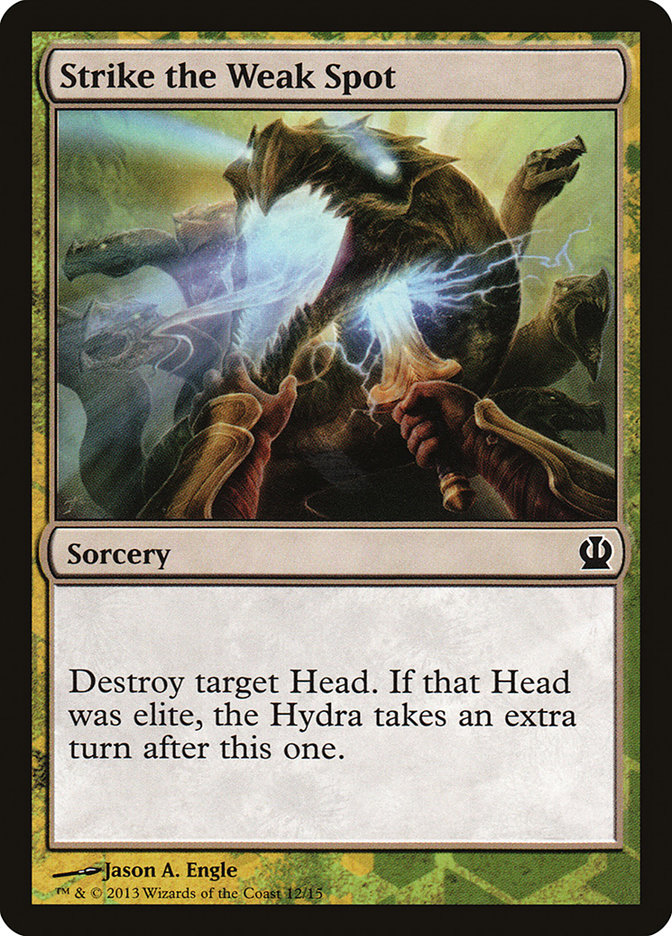 Strike the Weak Spot
Sorcery
Destroy target Head. If that Head
was elite, the Hydra takes an extra
turn after this one.
Jason A. Engle
™ & © 2013 Wizards of the Coast 12/15